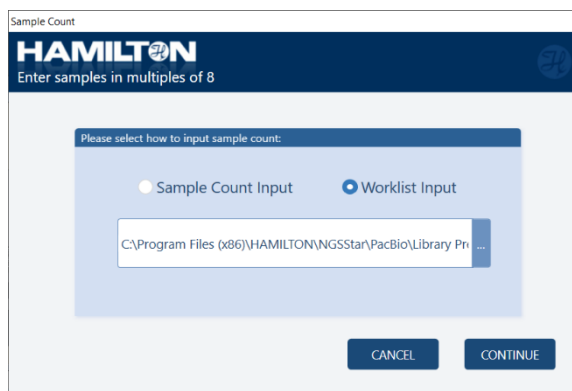 Sample Count
HAMILTON
Enter samples in multiples of 8
Please select how to input sample count:
Sample Count Input
Worklist Input
C:\Program Files (x86)\HAMILTON\NGSStar\PacBio\Library Pr
...
CANCEL
CONTINUE